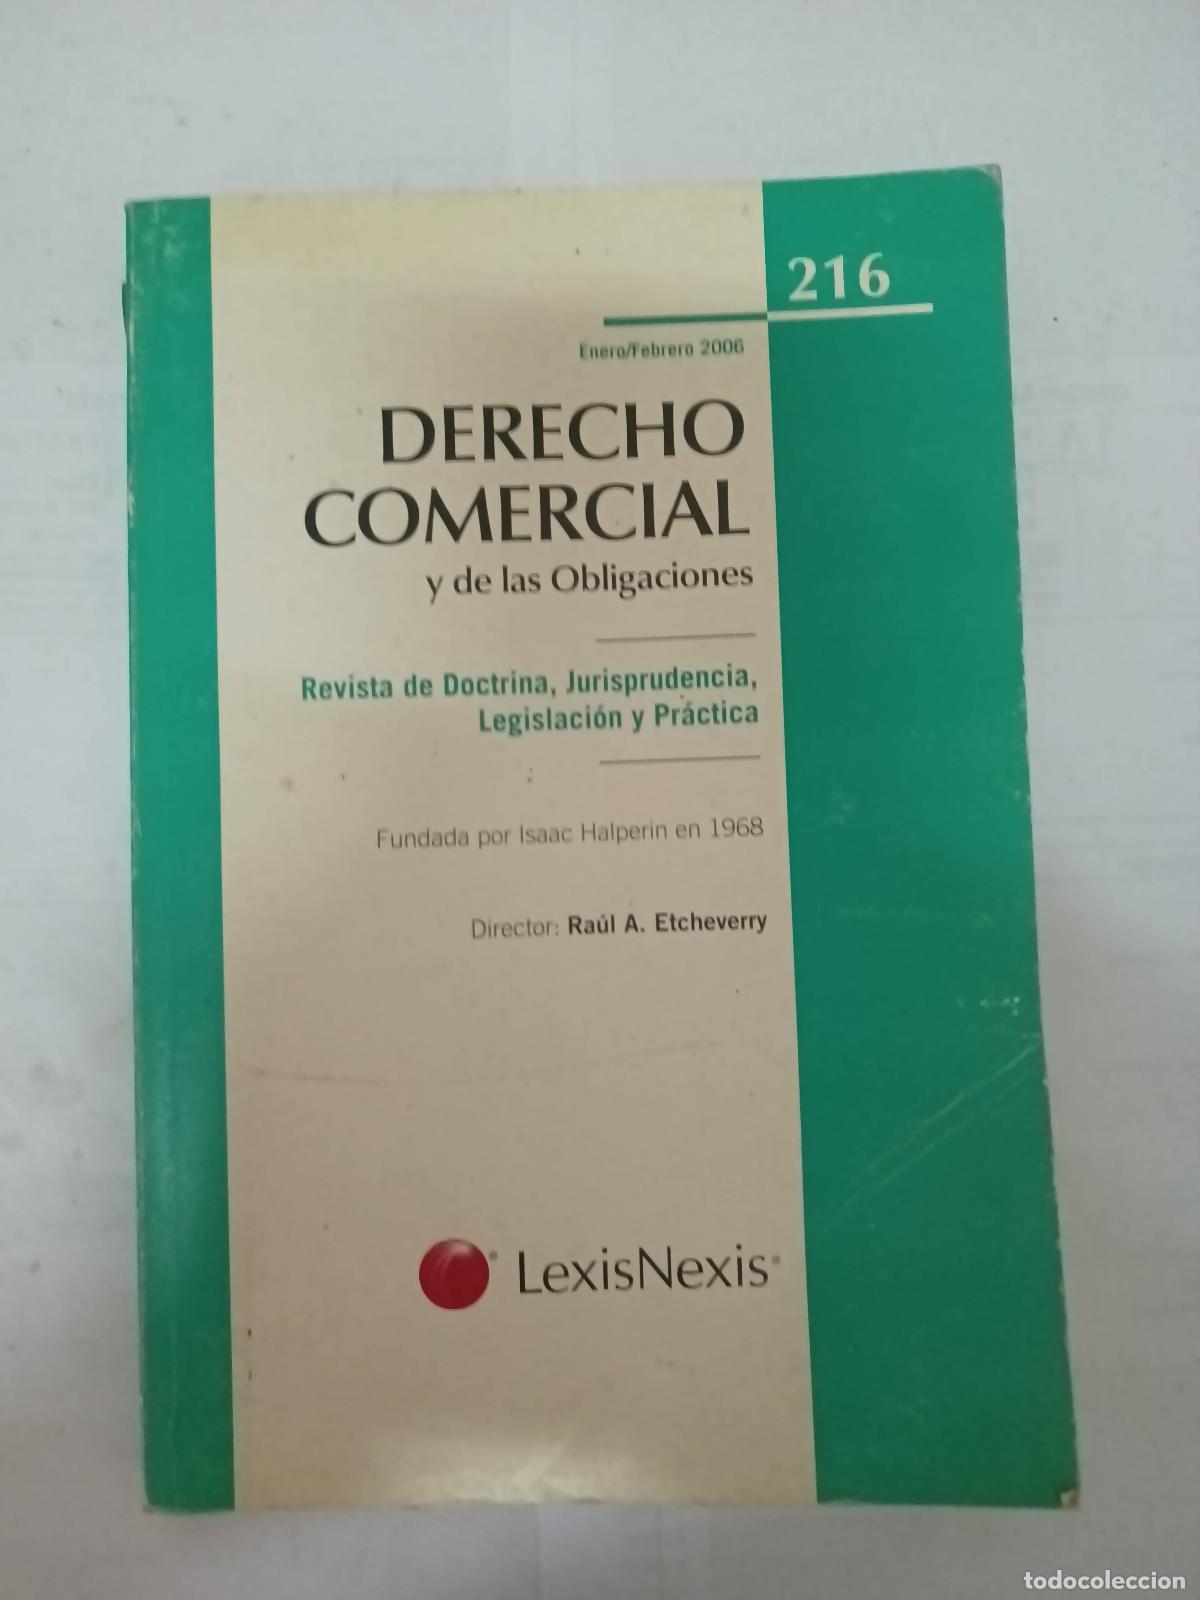 216
Enero/Febrero 2006
DERECHO
COMERCIAL
y de las Obligaciones
Revista de Doctrina, Jurisprudencia,
Legislación y Práctica
Fundada por Isaac Halperin en 1968
Director: Raúl A. Etcheverry
LexisNexis®
todocoleccion